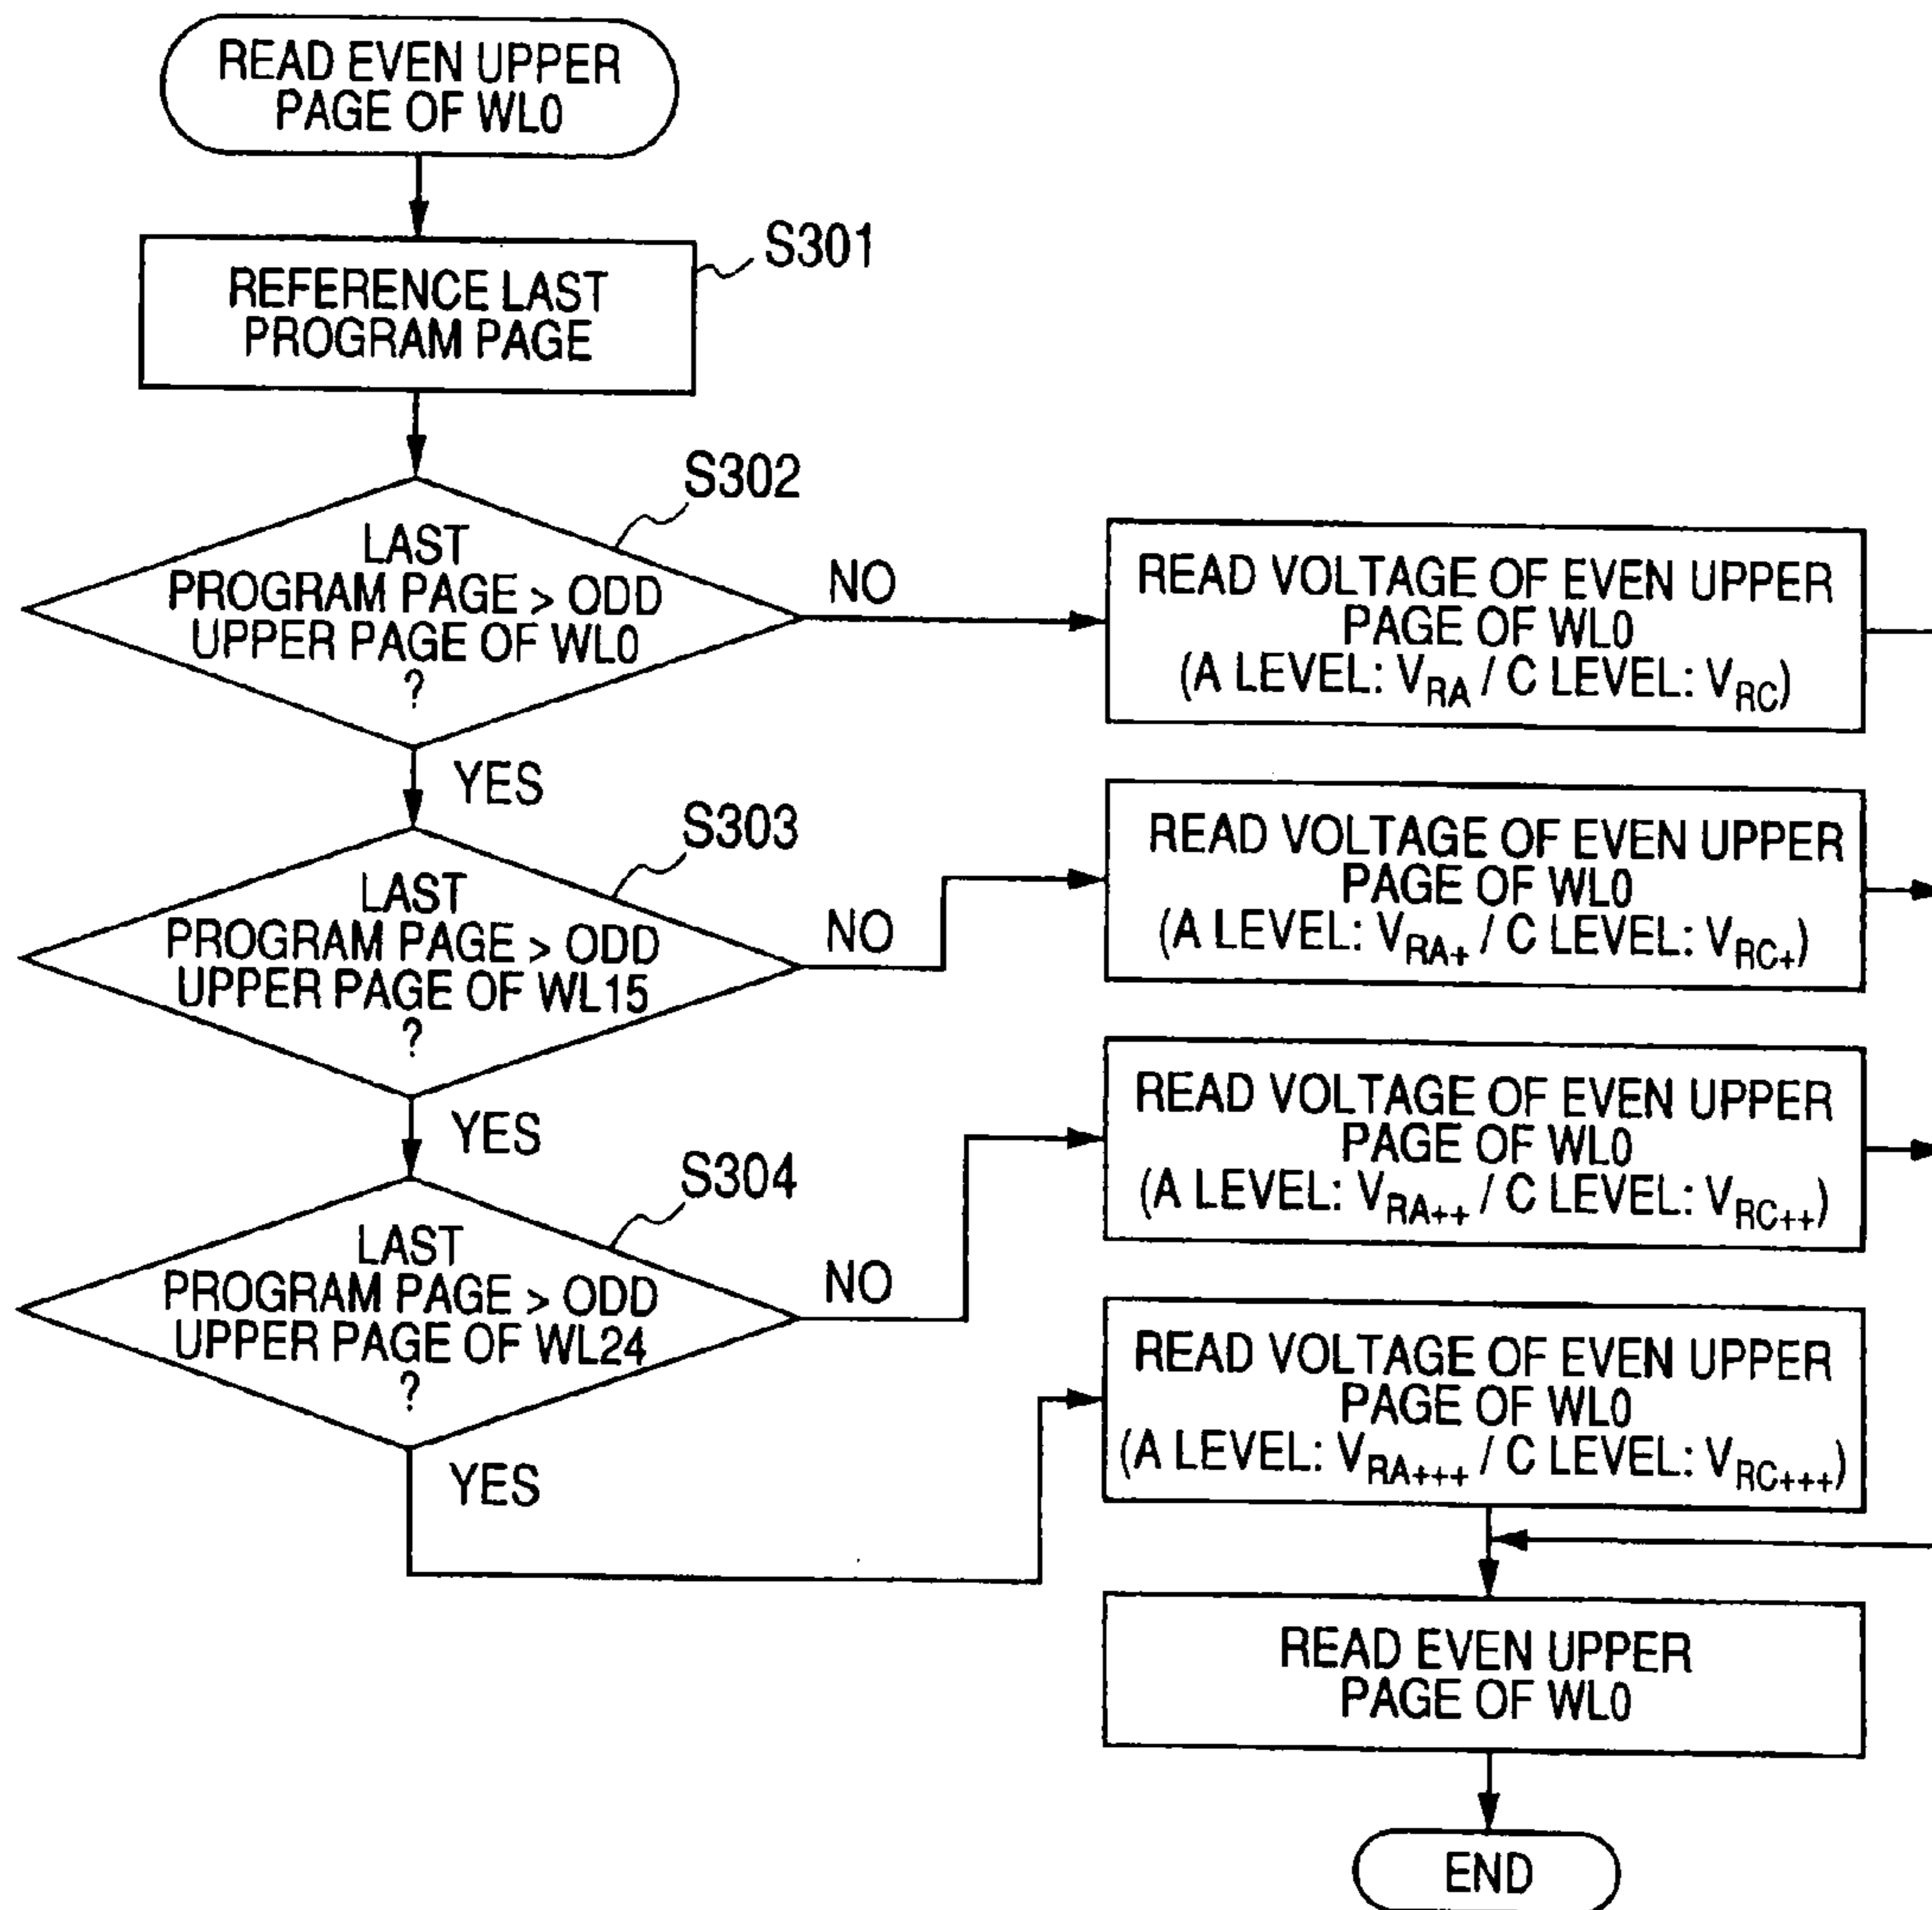 READ EVEN UPPER
PAGE OF WL0
S301
REFERENCE LAST
PROGRAM PAGE
S302
LAST
PROGRAM PAGE > ODD
UPPER PAGE OF WL0
?
NO
READ VOLTAGE OF EVEN UPPER
PAGE OF WL0
(A LEVEL: VRA / C LEVEL: VRC)
YES
S303
LAST
PROGRAM PAGE > ODD
UPPER PAGE OF WL15
?
NO
READ VOLTAGE OF EVEN UPPER
PAGE OF WL0
(A LEVEL: VRA+ / C LEVEL: VRC+)
YES
S304
LAST
PROGRAM PAGE > ODD
UPPER PAGE OF WL24
?
NO
READ VOLTAGE OF EVEN UPPER
PAGE OF WL0
(A LEVEL: VRA++ / C LEVEL: VRC++)
YES
READ VOLTAGE OF EVEN UPPER
PAGE OF WL0
(A LEVEL: VRA+++ / C LEVEL: VRC+++)
READ EVEN UPPER
PAGE OF WL0
END